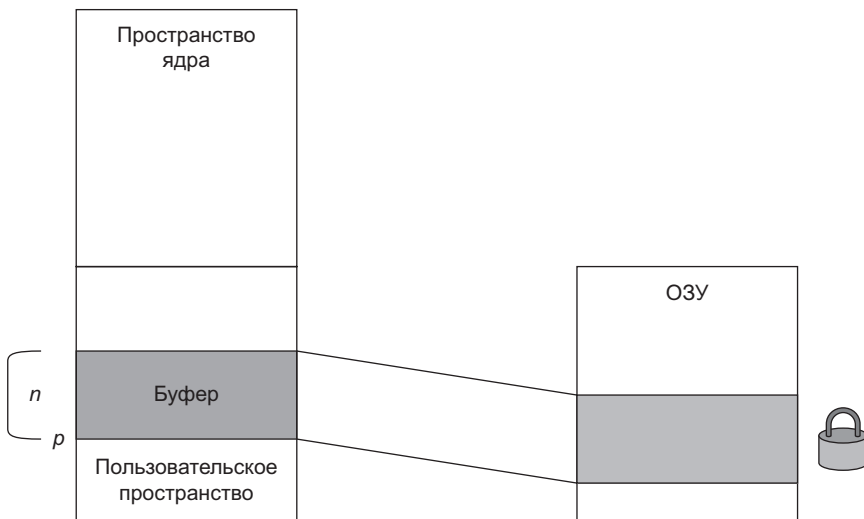 Пространство
ядра
ОЗУ
n
Буфер
p
Пользовательское
пространство